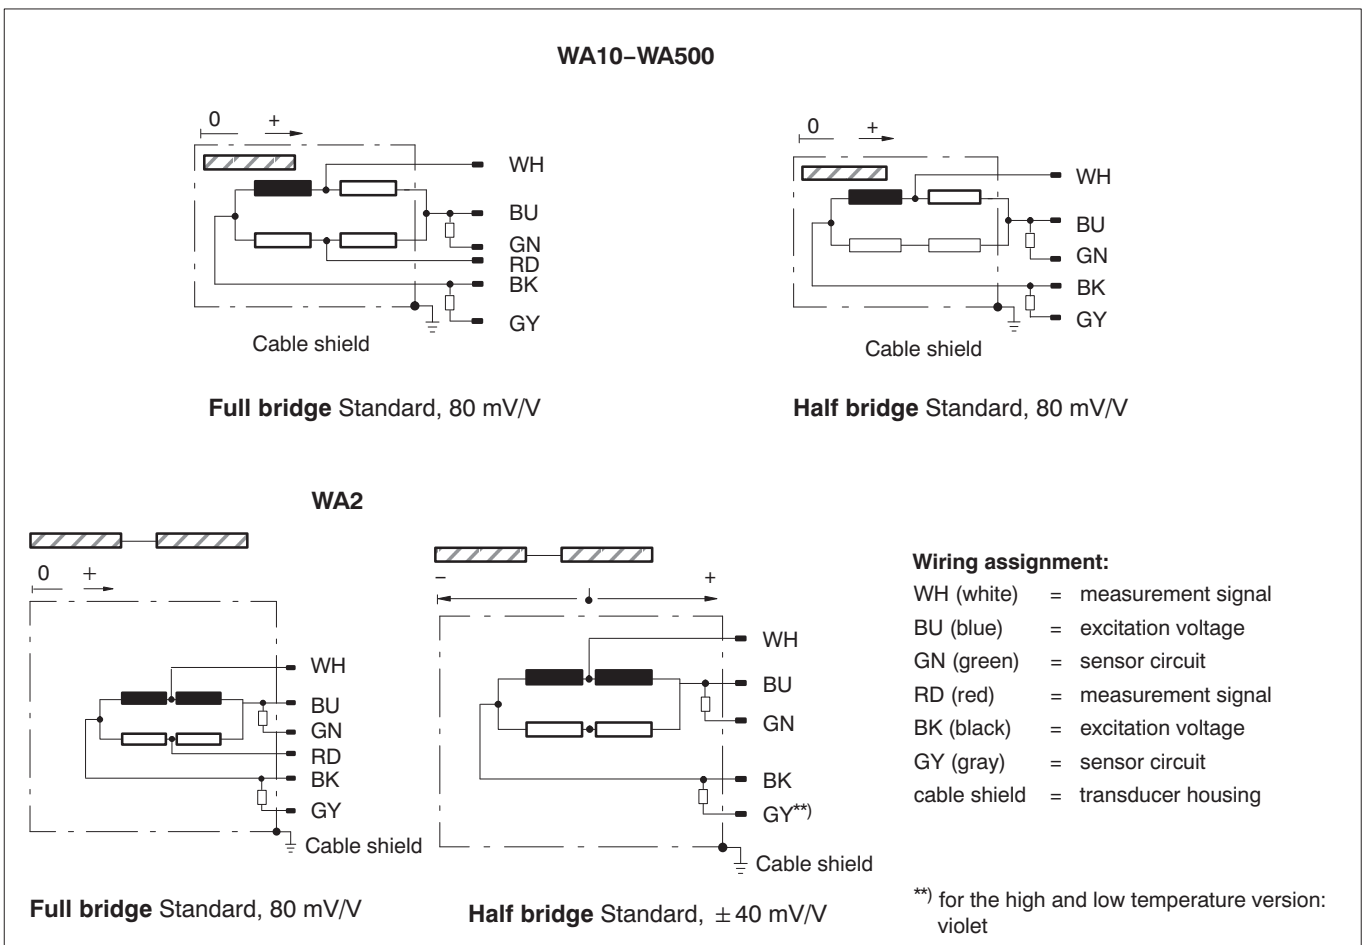 WA10–WA500
0 +
WH
BU
GN
RD
BK
GY
Cable shield
Full bridge Standard, 80 mV/V
0 +
WH
BU
GN
BK
GY
Cable shield
Half bridge Standard, 80 mV/V
WA2
0 +
WH
BU
GN
RD
BK
GY
Cable shield
Full bridge Standard, 80 mV/V
– +
WH
BU
GN
BK
GY**)
Cable shield
Half bridge Standard, ±40 mV/V
Wiring assignment:
WH (white) = measurement signal
BU (blue) = excitation voltage
GN (green) = sensor circuit
RD (red) = measurement signal
BK (black) = excitation voltage
GY (gray) = sensor circuit
cable shield = transducer housing
**) for the high and low temperature version:
violet